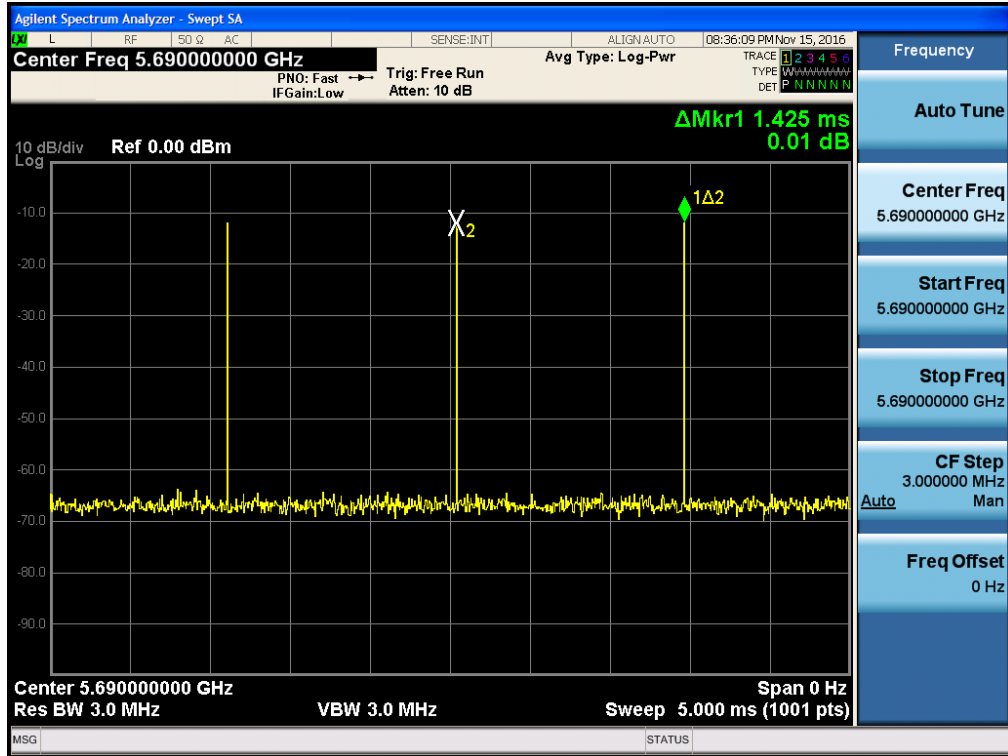 Agilent Spectrum Analyzer - Swept SA
LXI L RF 50 Ω AC SENSE:INT ALIGN AUTO 08:36:09 PM Nov 15, 2016
Center Freq 5.690000000 GHz
PNO: Fast
IFGain:Low
Trig: Free Run
Atten: 10 dB
Avg Type: Log-Pwr
TRACE 1 2 3 4 5 6
TYPE
DET P N N N N N
ΔMkr1 1.425 ms
0.01 dB
10 dB/div Ref 0.00 dBm
Log
-10.0
-20.0
-30.0
-40.0
-50.0
-60.0
-70.0
-80.0
-90.0
2
1Δ2
Center 5.690000000 GHz Span 0 Hz
Res BW 3.0 MHz VBW 3.0 MHz Sweep 5.000 ms (1001 pts)
MSG STATUS
Frequency
Auto Tune
Center Freq
5.690000000 GHz
Start Freq
5.690000000 GHz
Stop Freq
5.690000000 GHz
CF Step
3.000000 MHz
Auto Man
Freq Offset
0 Hz